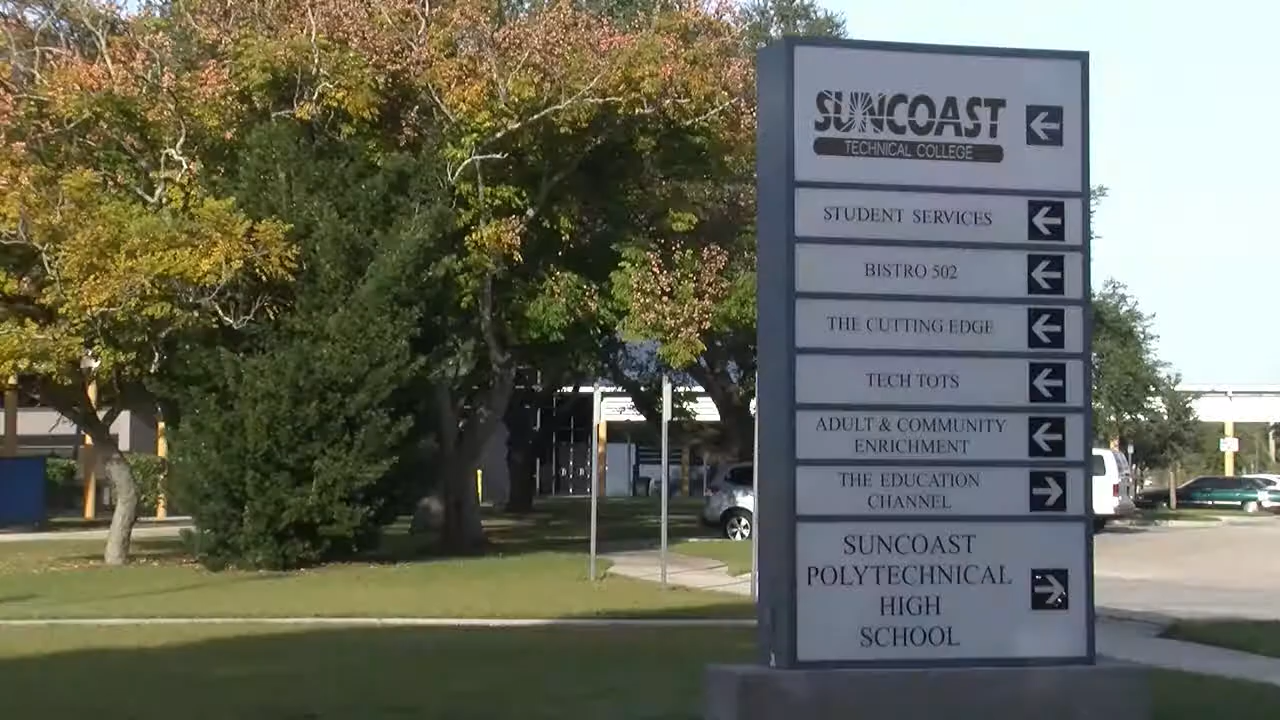 SUNCOAST
TECHNICAL COLLEGE
STUDENT SERVICES
BISTRO 502
THE CUTTING EDGE
TECH TOTS
ADULT & COMMUNITY
ENRICHMENT
THE EDUCATION
CHANNEL
SUNCOAST
POLYTECHNICAL
HIGH
SCHOOL